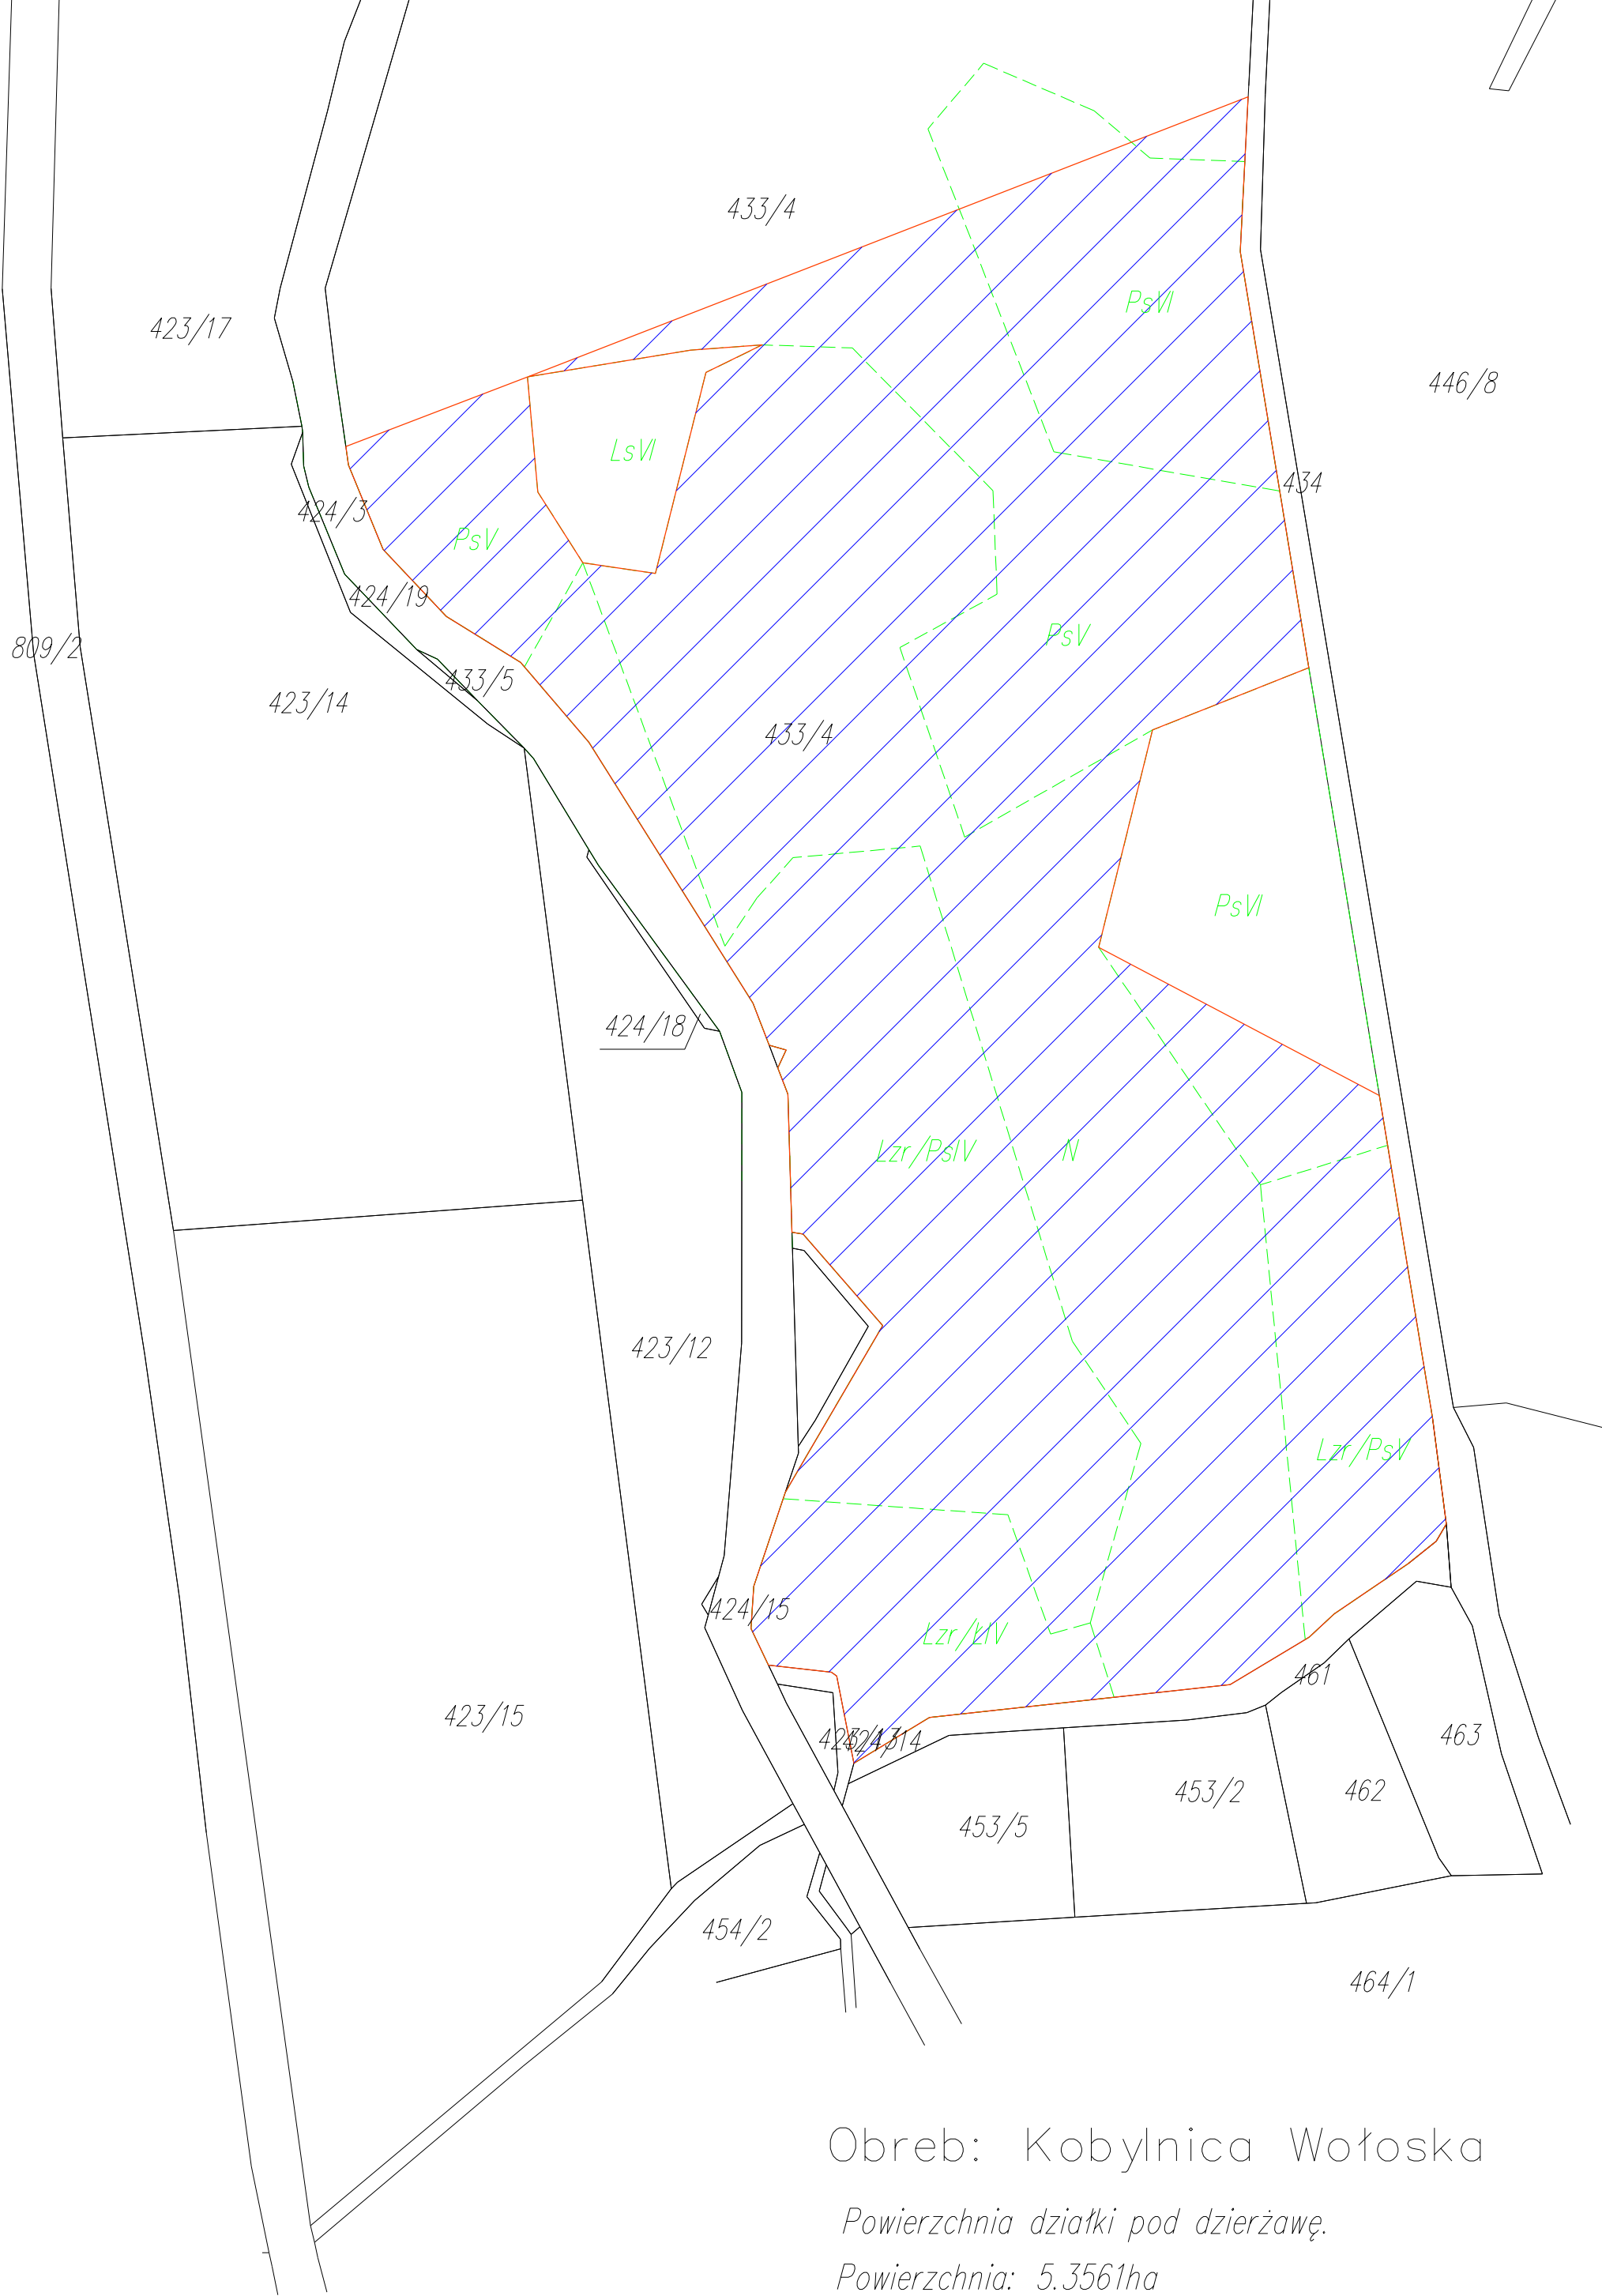 433/4
PsVI
423/17
446/8
LsVI
434
424/3
PsV
424/19
PsV
809/2
433/5
423/14
433/4
PsVI
424/18
Lzr/PsIV
N
423/12
Lzr/PsV
424/15
Lzr/ŁIV
461
423/15
463
462
453/2
453/5
454/2
464/1
Obreb: Kobylnica Wołoska
Powierzchnia działki pod dzierżawę.
Powierzchnia: 5.3561ha